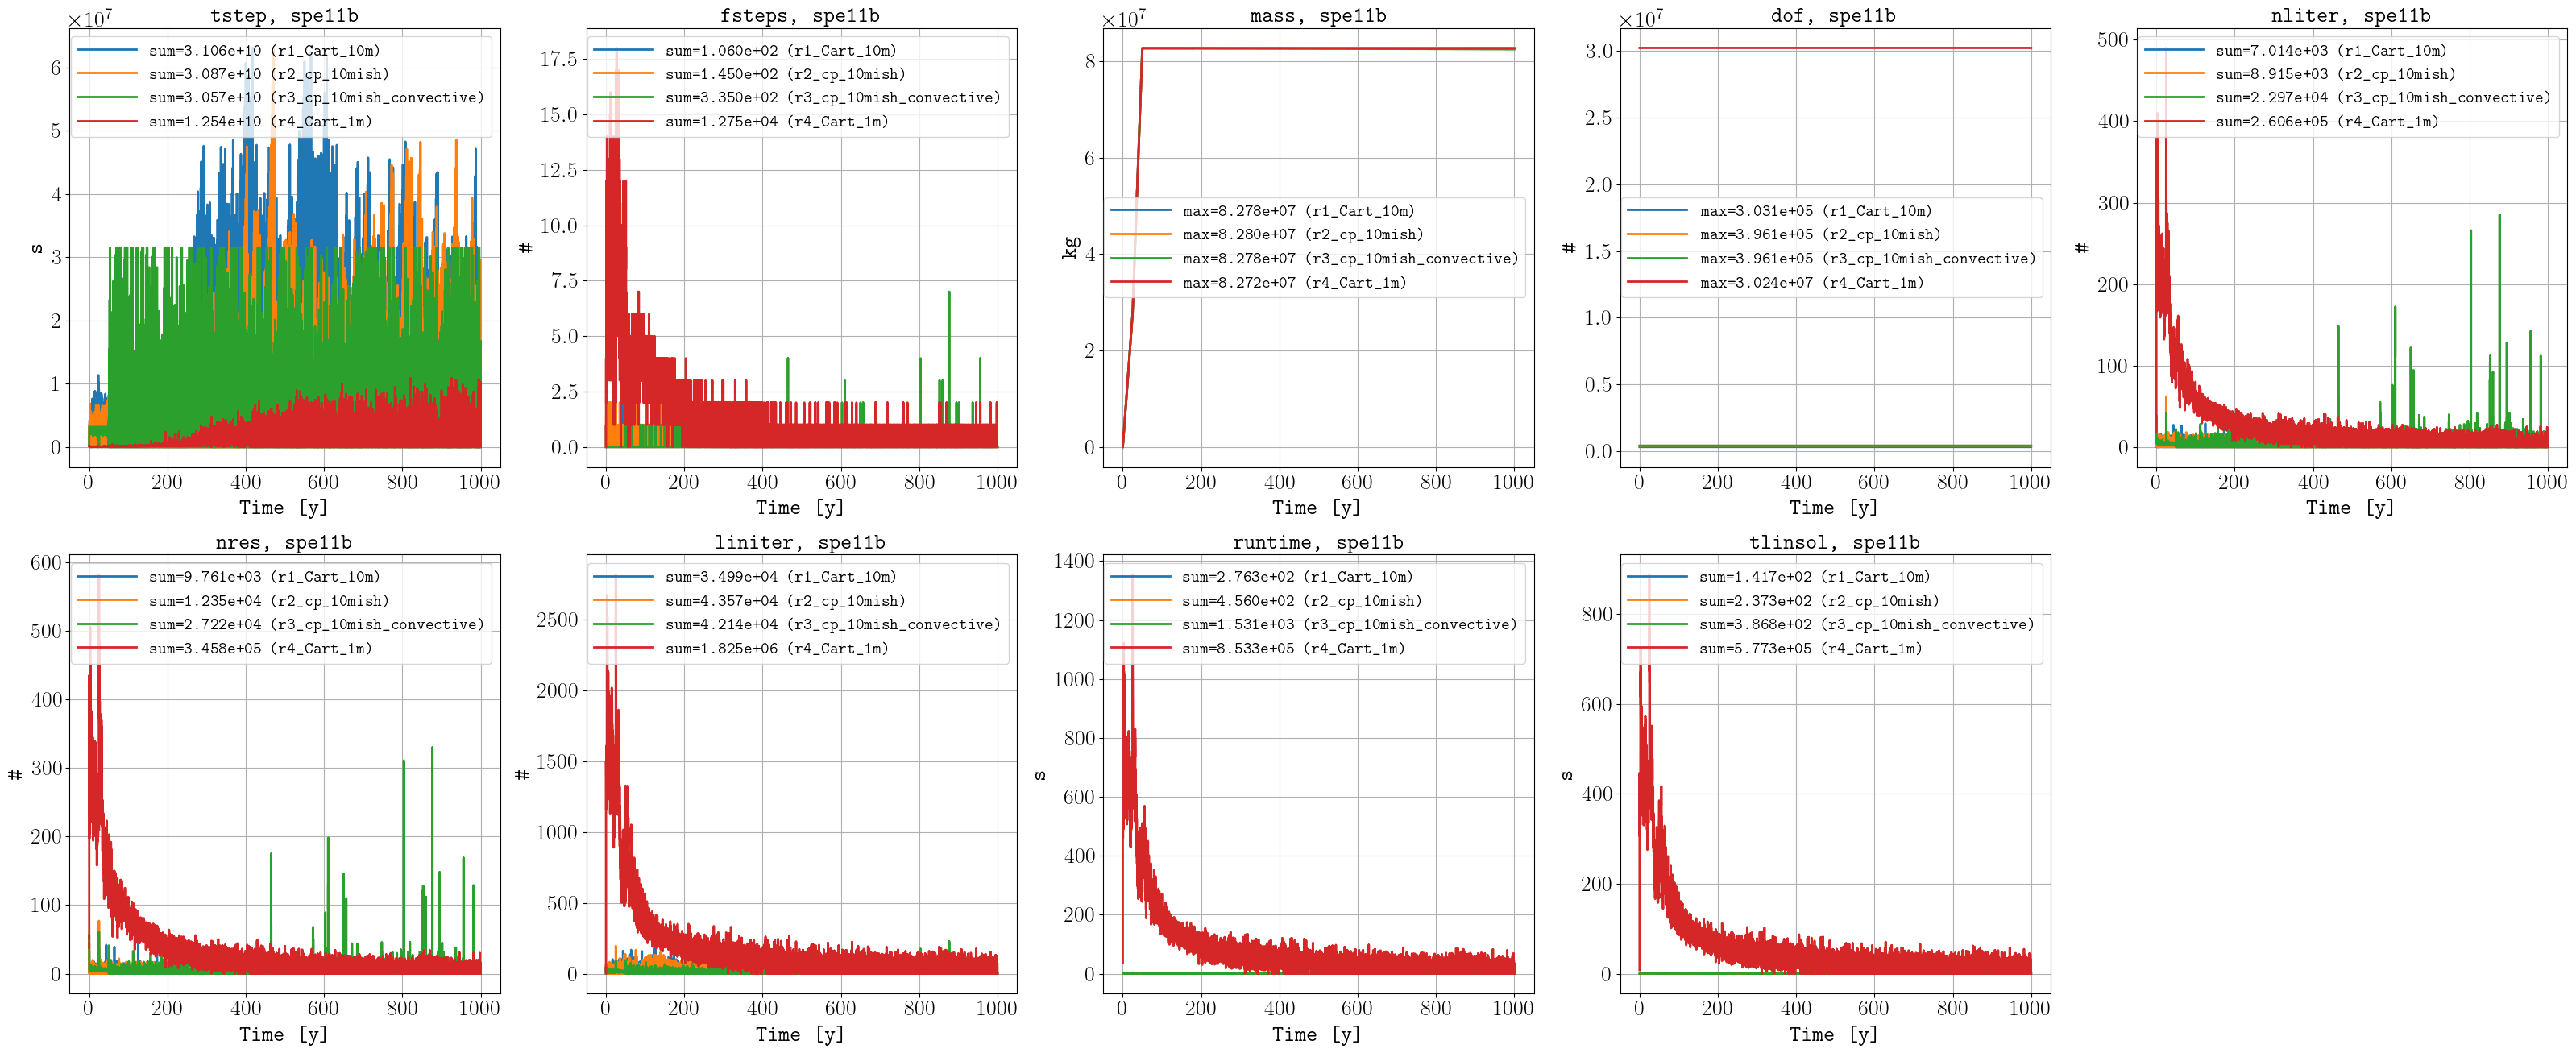 tstep, spe11b
×10⁷
sum=3.106e+10 (r1_Cart_10m)
sum=3.087e+10 (r2_cp_10mish)
sum=3.057e+10 (r3_cp_10mish_convective)
sum=1.254e+10 (r4_Cart_1m)
6
5
4
3
2
1
0
s
0 200 400 600 800 1000
Time [y]
fsteps, spe11b
sum=1.060e+02 (r1_Cart_10m)
sum=1.450e+02 (r2_cp_10mish)
sum=3.350e+02 (r3_cp_10mish_convective)
sum=1.275e+04 (r4_Cart_1m)
17.5
15.0
12.5
10.0
7.5
5.0
2.5
0.0
#
0 200 400 600 800 1000
Time [y]
mass, spe11b
×10⁷
8
6
4
2
0
kg
max=8.278e+07 (r1_Cart_10m)
max=8.280e+07 (r2_cp_10mish)
max=8.278e+07 (r3_cp_10mish_convective)
max=8.272e+07 (r4_Cart_1m)
0 200 400 600 800 1000
Time [y]
dof, spe11b
×10⁷
3.0
2.5
2.0
1.5
1.0
0.5
0.0
#
max=3.031e+05 (r1_Cart_10m)
max=3.961e+05 (r2_cp_10mish)
max=3.961e+05 (r3_cp_10mish_convective)
max=3.024e+07 (r4_Cart_1m)
0 200 400 600 800 1000
Time [y]
nliter, spe11b
sum=7.014e+03 (r1_Cart_10m)
sum=8.915e+03 (r2_cp_10mish)
sum=2.297e+04 (r3_cp_10mish_convective)
sum=2.606e+05 (r4_Cart_1m)
500
400
300
200
100
0
#
0 200 400 600 800 1000
Time [y]
nres, spe11b
sum=9.761e+03 (r1_Cart_10m)
sum=1.235e+04 (r2_cp_10mish)
sum=2.722e+04 (r3_cp_10mish_convective)
sum=3.458e+05 (r4_Cart_1m)
600
500
400
300
200
100
0
#
0 200 400 600 800 1000
Time [y]
liniter, spe11b
sum=3.499e+04 (r1_Cart_10m)
sum=4.357e+04 (r2_cp_10mish)
sum=4.214e+04 (r3_cp_10mish_convective)
sum=1.825e+06 (r4_Cart_1m)
2500
2000
1500
1000
500
0
#
0 200 400 600 800 1000
Time [y]
runtime, spe11b
sum=2.763e+02 (r1_Cart_10m)
sum=4.560e+02 (r2_cp_10mish)
sum=1.531e+03 (r3_cp_10mish_convective)
sum=8.533e+05 (r4_Cart_1m)
1400
1200
1000
800
600
400
200
0
s
0 200 400 600 800 1000
Time [y]
tlinsol, spe11b
sum=1.417e+02 (r1_Cart_10m)
sum=2.373e+02 (r2_cp_10mish)
sum=3.868e+02 (r3_cp_10mish_convective)
sum=5.773e+05 (r4_Cart_1m)
800
600
400
200
0
s
0 200 400 600 800 1000
Time [y]